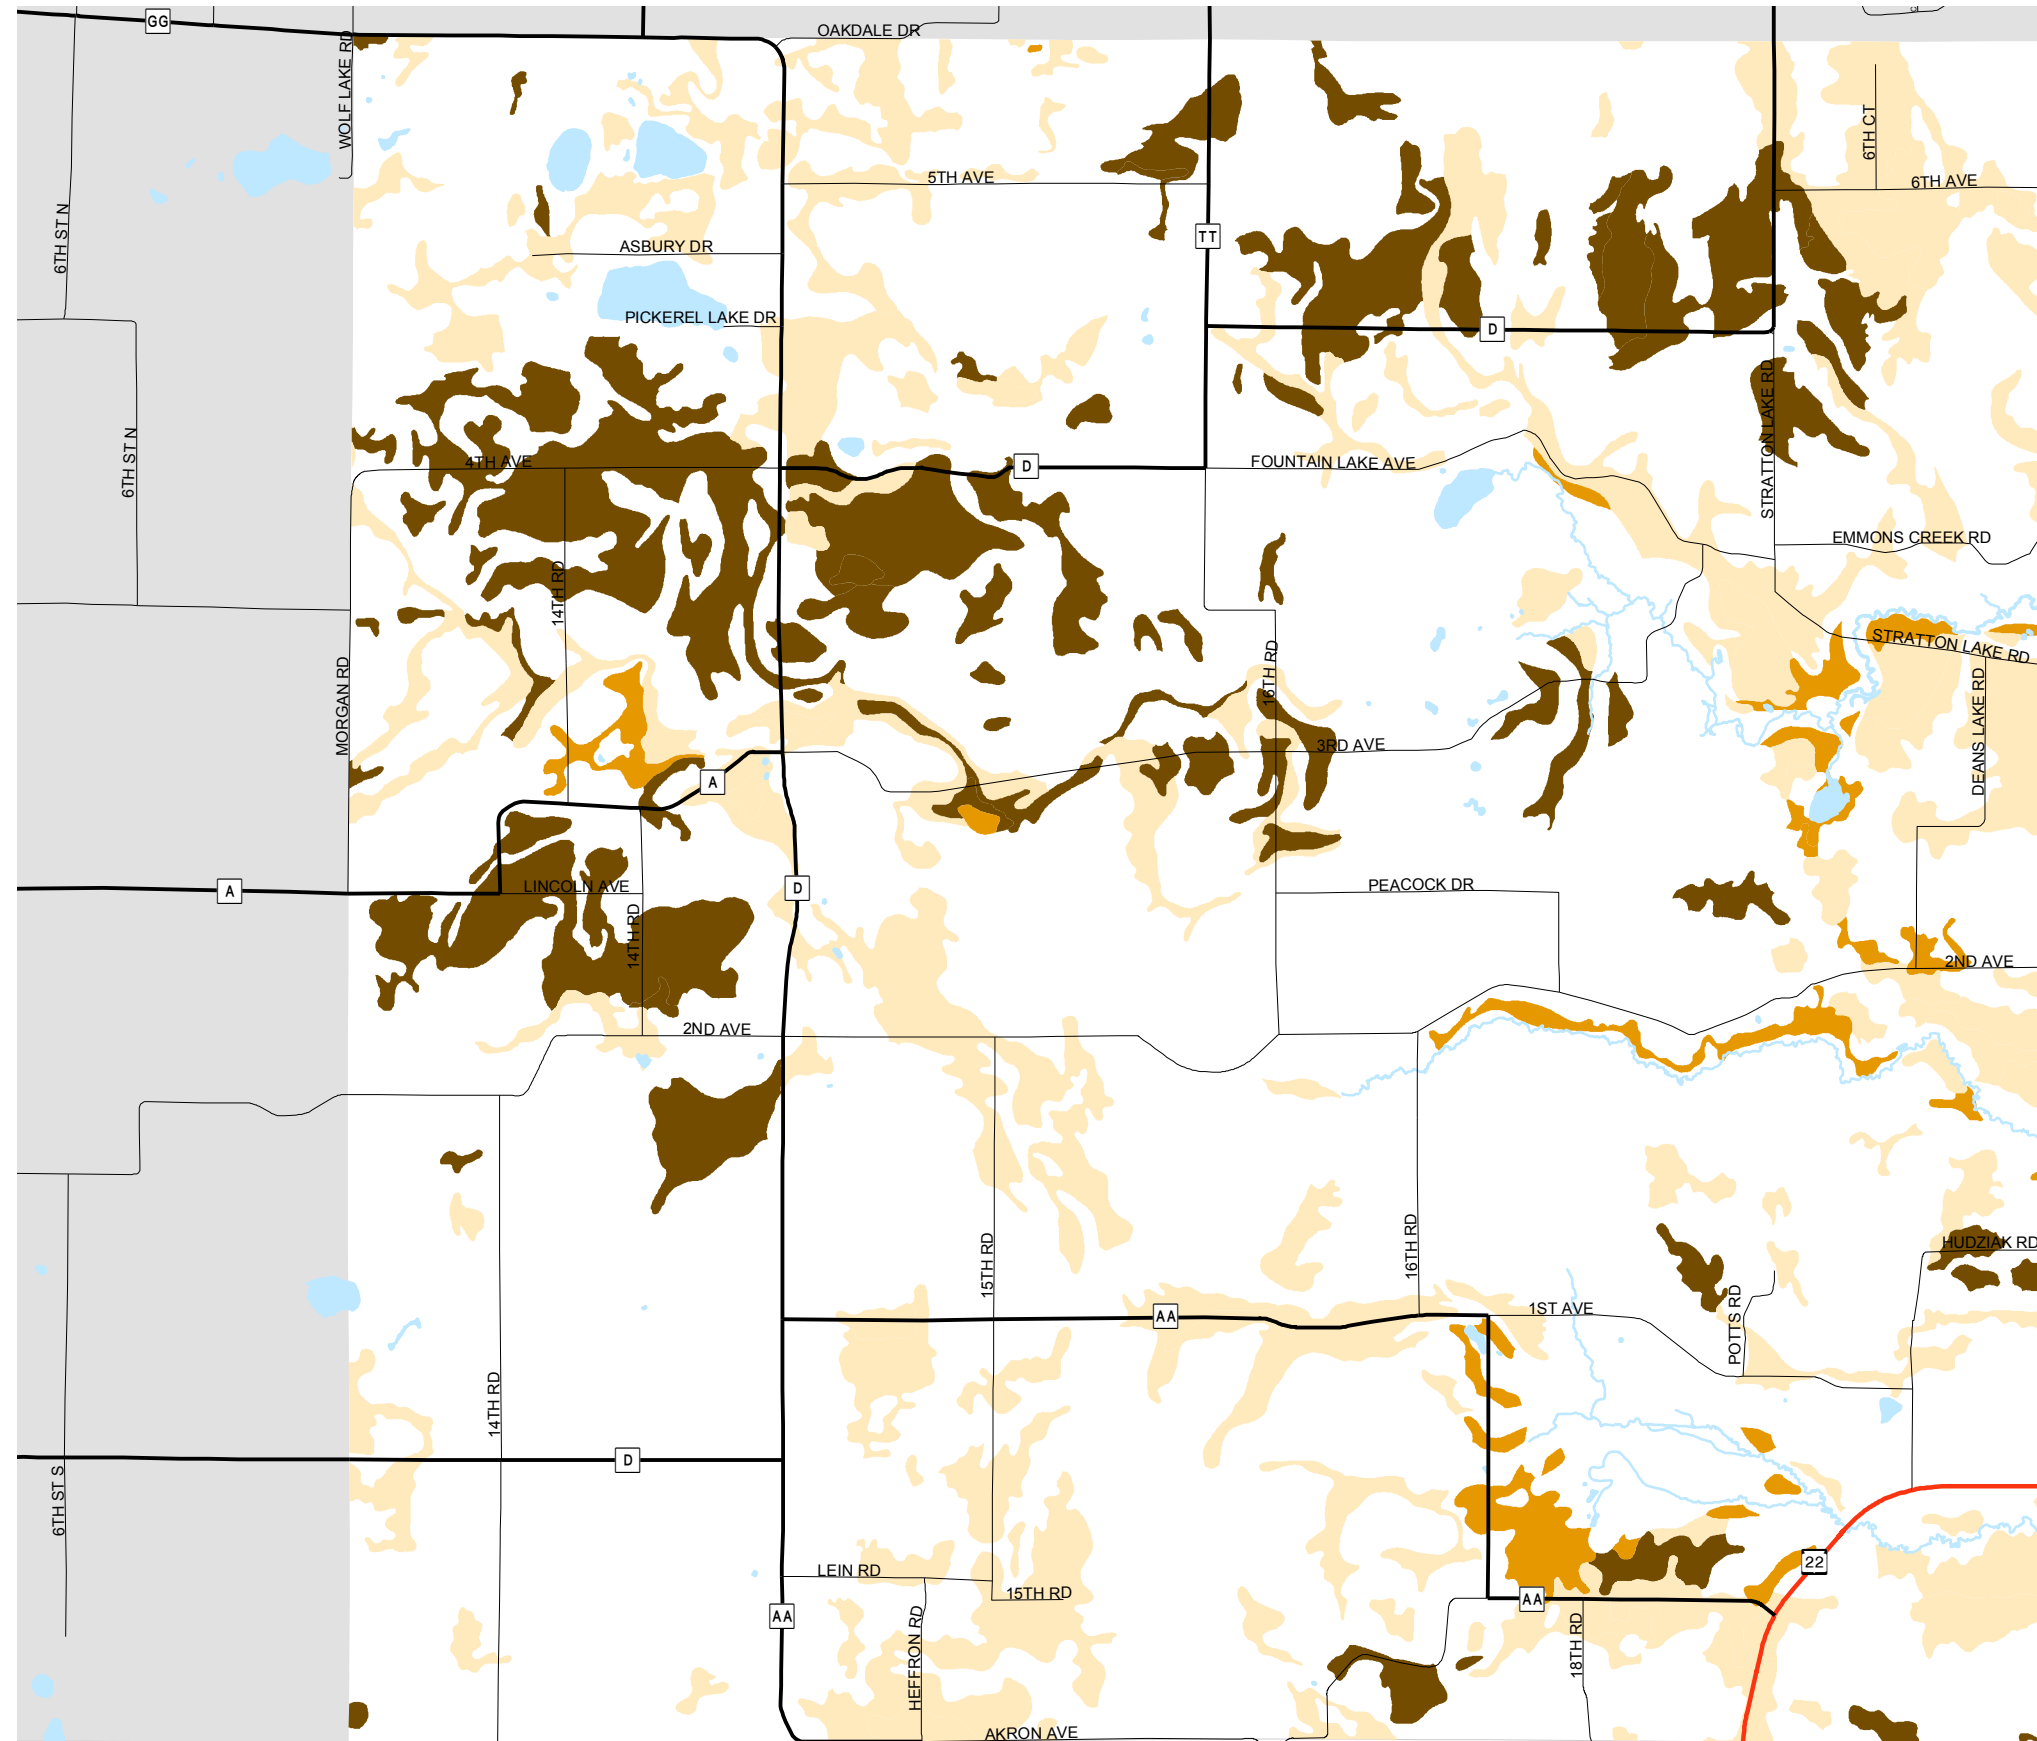 GG
OAKDALE DR
WOLF LAKE RD
6TH CT
5TH AVE
6TH AVE
6TH ST N
TT
ASBURY DR
PICKEREL LAKE DR
D
STRATTON LAKE RD
6TH ST N
4TH AVE
D
FOUNTAIN LAKE AVE
EMMONS CREEK RD
14TH RD
STRATTON LAKE RD
MORGAN RD
16TH RD
DEANS LAKE RD
3RD AVE
A
A
LINCOLN AVE
D
PEACOCK DR
14TH RD
2ND AVE
2ND AVE
15TH RD
16TH RD
HUDZIAK RD
AA
1ST AVE
POTTS RD
14TH RD
D
6TH ST S
LEIN RD
15TH RD
22
AA
AA
HEFFRON RD
18TH RD
AKRON AVE